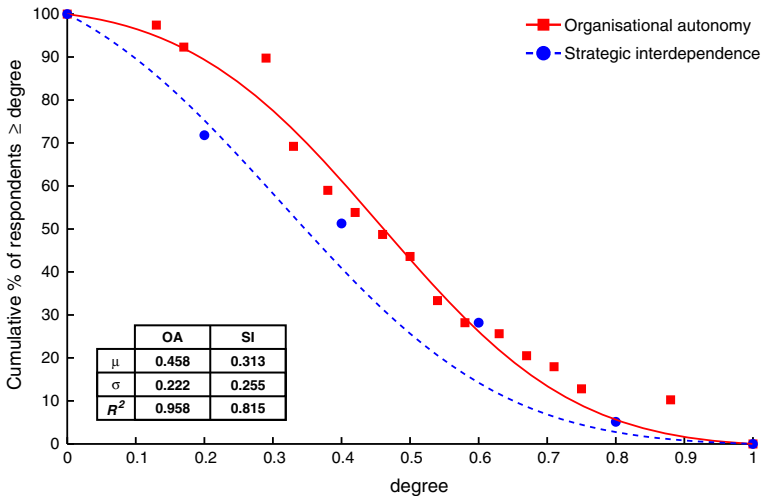 Organisational autonomy
Strategic interdependence
Cumulative % of respondents ≥ degree
100
90
80
70
60
50
40
30
20
10
0
OA SI
μ 0.458 0.313
σ 0.222 0.255
R² 0.958 0.815
0 0.1 0.2 0.3 0.4 0.5 0.6 0.7 0.8 0.9 1
degree